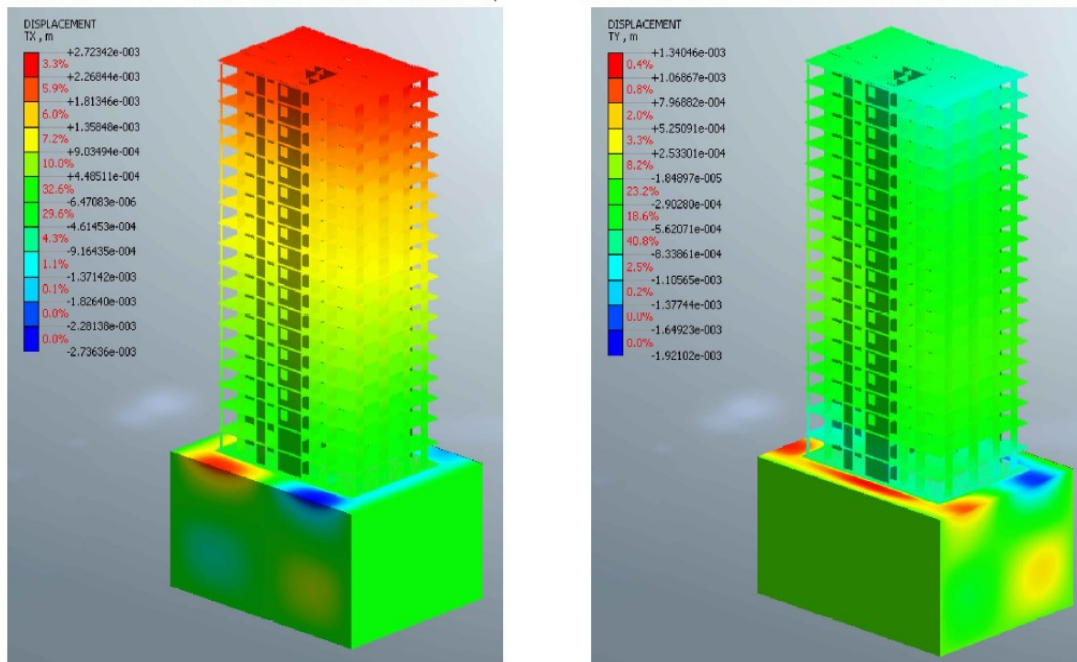 DISPLACEMENT
TX , m
+2.72342e-003
3.3%
+2.26844e-003
5.9%
+1.81346e-003
6.0%
+1.35848e-003
7.2%
+9.03494e-004
10.0%
+4.48511e-004
32.6%
-6.47083e-006
29.6%
-4.61453e-004
4.3%
-9.16435e-004
1.1%
-1.37142e-003
0.1%
-1.82640e-003
0.0%
-2.28138e-003
0.0%
-2.73636e-003
DISPLACEMENT
TY , m
+1.34046e-003
0.4%
+1.06867e-003
0.8%
+7.96882e-004
2.0%
+5.25091e-004
3.3%
+2.53301e-004
8.2%
-1.84897e-005
23.2%
-2.90280e-004
18.6%
-5.62071e-004
40.8%
-8.33861e-004
2.5%
-1.10565e-003
0.2%
-1.37744e-003
0.0%
-1.64923e-003
0.0%
-1.92102e-003